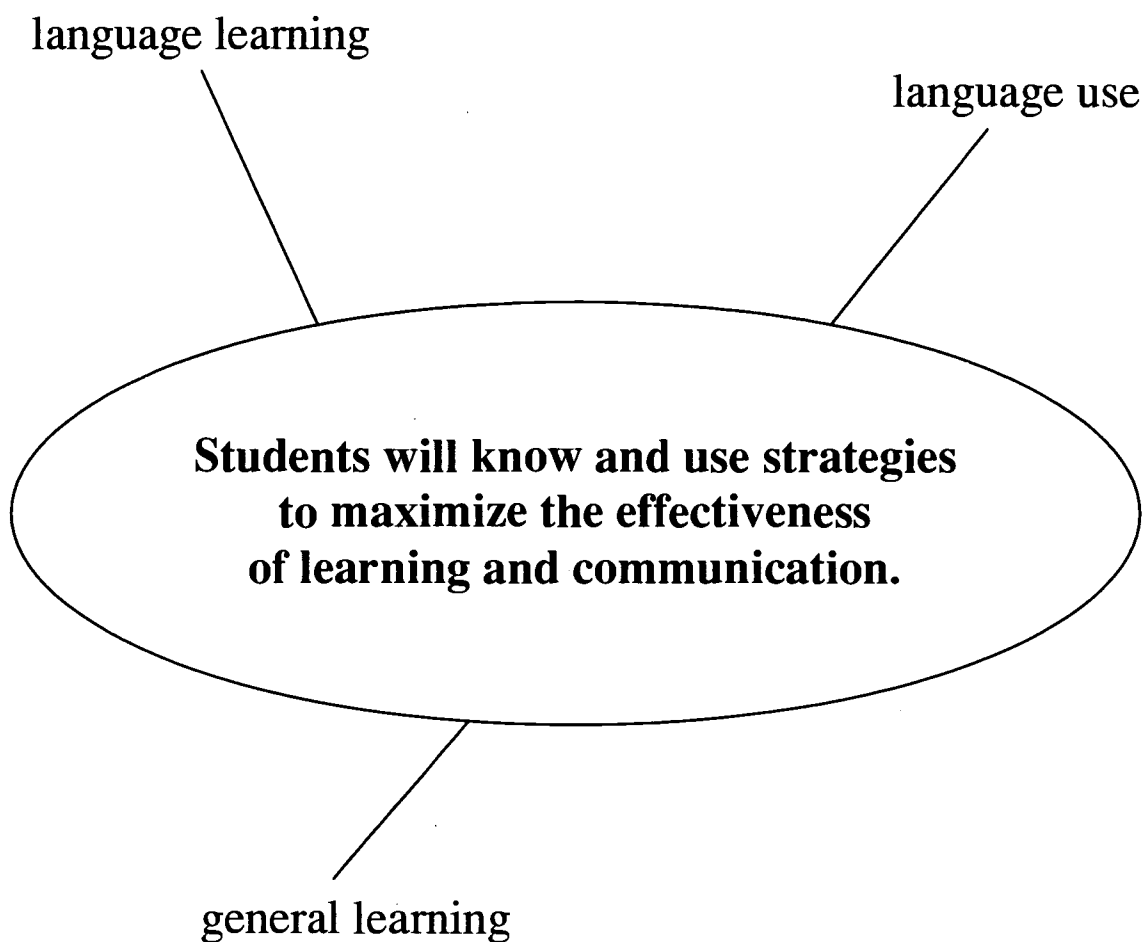 language learning
language use
Students will know and use strategies
to maximize the effectiveness
of learning and communication.
general learning